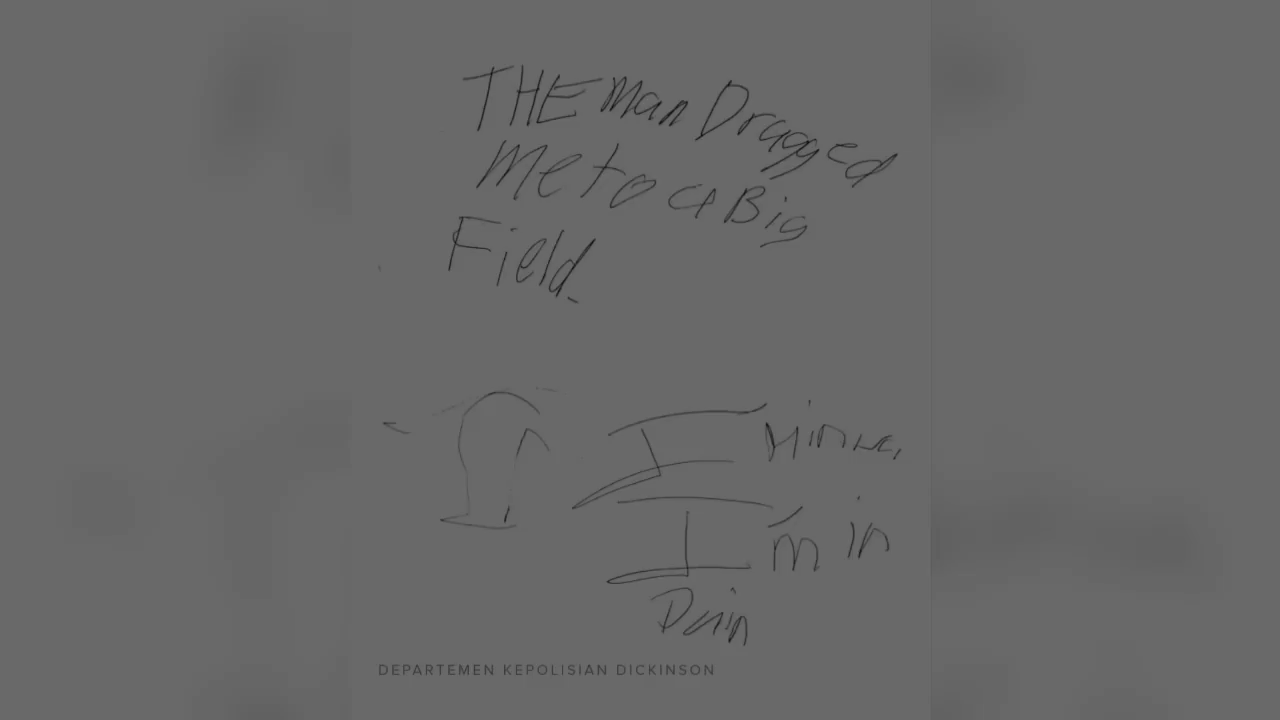 THE Man Dragged
Me to a Big
Field.
I
I'm in
Pain
DEPARTEMEN KEPOLISIAN DICKINSON